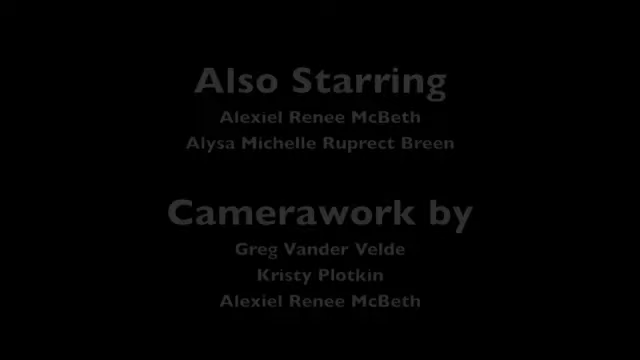 Also Starring
Alexiel Renee McBeth
Alysa Michelle Ruprect Breen
Camerawork by
Greg Vander Velde
Kristy Plotkin
Alexiel Renee McBeth